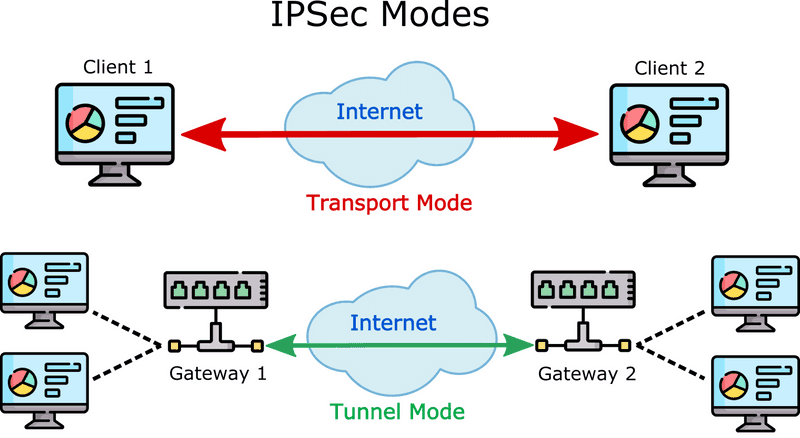 IPSec Modes
Client 1
Client 2
Internet
Transport Mode
Internet
Gateway 1
Gateway 2
Tunnel Mode